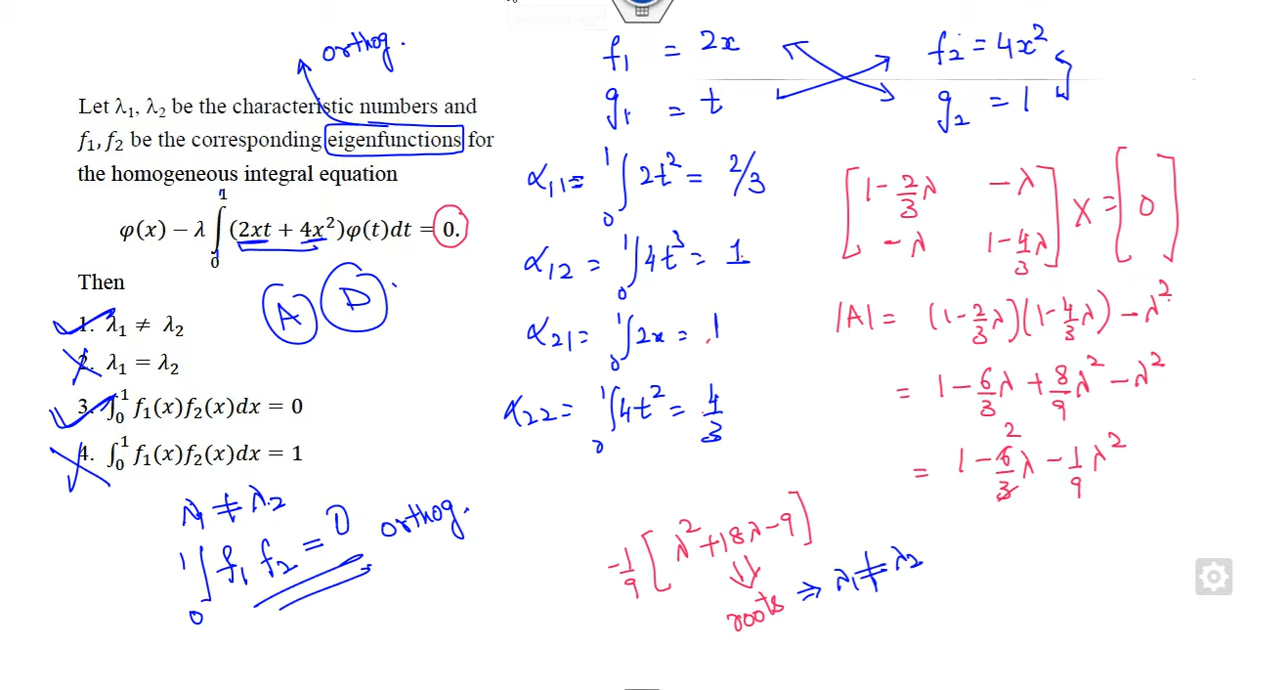 orthog.
Let λ₁, λ₂ be the characteristic numbers and
f₁, f₂ be the corresponding eigenfunctions for
the homogeneous integral equation
φ(x) − λ ∫₀¹ (2xt + 4x²)φ(t)dt = 0.
Then
1. λ₁ ≠ λ₂
2. λ₁ = λ₂
3. ∫₀¹ f₁(x)f₂(x)dx = 0
4. ∫₀¹ f₁(x)f₂(x)dx = 1
A D
λ₁ ≠ λ₂
∫₀¹ f₁ f₂ = 0 orthog.
f₁ = 2x f₂ = 4x²
g₁ = t g₂ = 1
α₁₁ = ∫₀¹ 2t² = 2/3
α₁₂ = ∫₀¹ 4t³ = 1
α₂₁ = ∫₀¹ 2x = 1
α₂₂ = ∫₀¹ 4t² = 4/3
[1 − 2/3 λ −λ
−λ 1 − 4/3 λ] X = [0]
|A| = (1 − 2/3 λ)(1 − 4/3 λ) − λ²
= 1 − 6/3 λ + 8/9 λ² − λ²
2
= 1 − 6/3 λ − 1/9 λ²
−1/9 [λ² + 18λ − 9]
roots ⇒ λ₁ ≠ λ₂